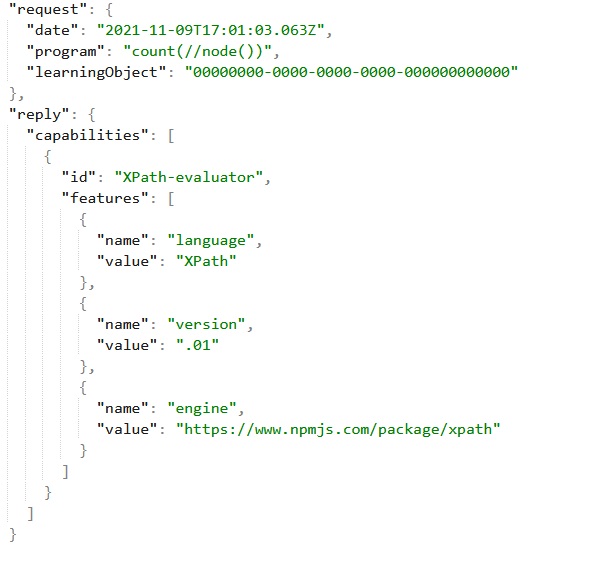 "request": {
"date": "2021-11-09T17:01:03.063Z",
"program": "count(//node())",
"learningObject": "00000000-0000-0000-0000-000000000000"
},
"reply": {
"capabilities": [
{
"id": "XPath-evaluator",
"features": [
{
"name": "language",
"value": "XPath"
},
{
"name": "version",
"value": ".01"
},
{
"name": "engine",
"value": "https://www.npmjs.com/package/xpath"
}
]
}
]
}